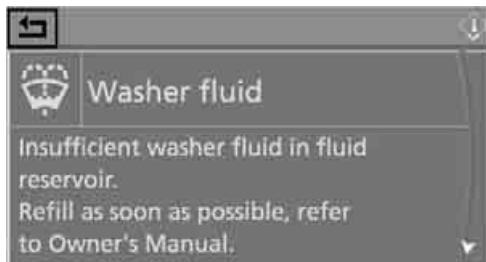 Washer fluid
Insufficient washer fluid in fluid
reservoir.
Refill as soon as possible, refer
to Owner's Manual.